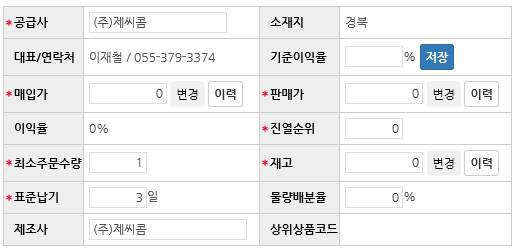 *공급사 (주)제씨콤 소재지 경북
대표/연락처 이재철 / 055-379-3374 기준이익율 % 저장
*매입가 0 변경 이력 *판매가 0 변경 이력
이익율 0% *진열순위 0
*최소주문수량 1 *재고 0 변경 이력
*표준납기 3 일 물량배분율 0 %
제조사 (주)제씨콤 상위상품코드